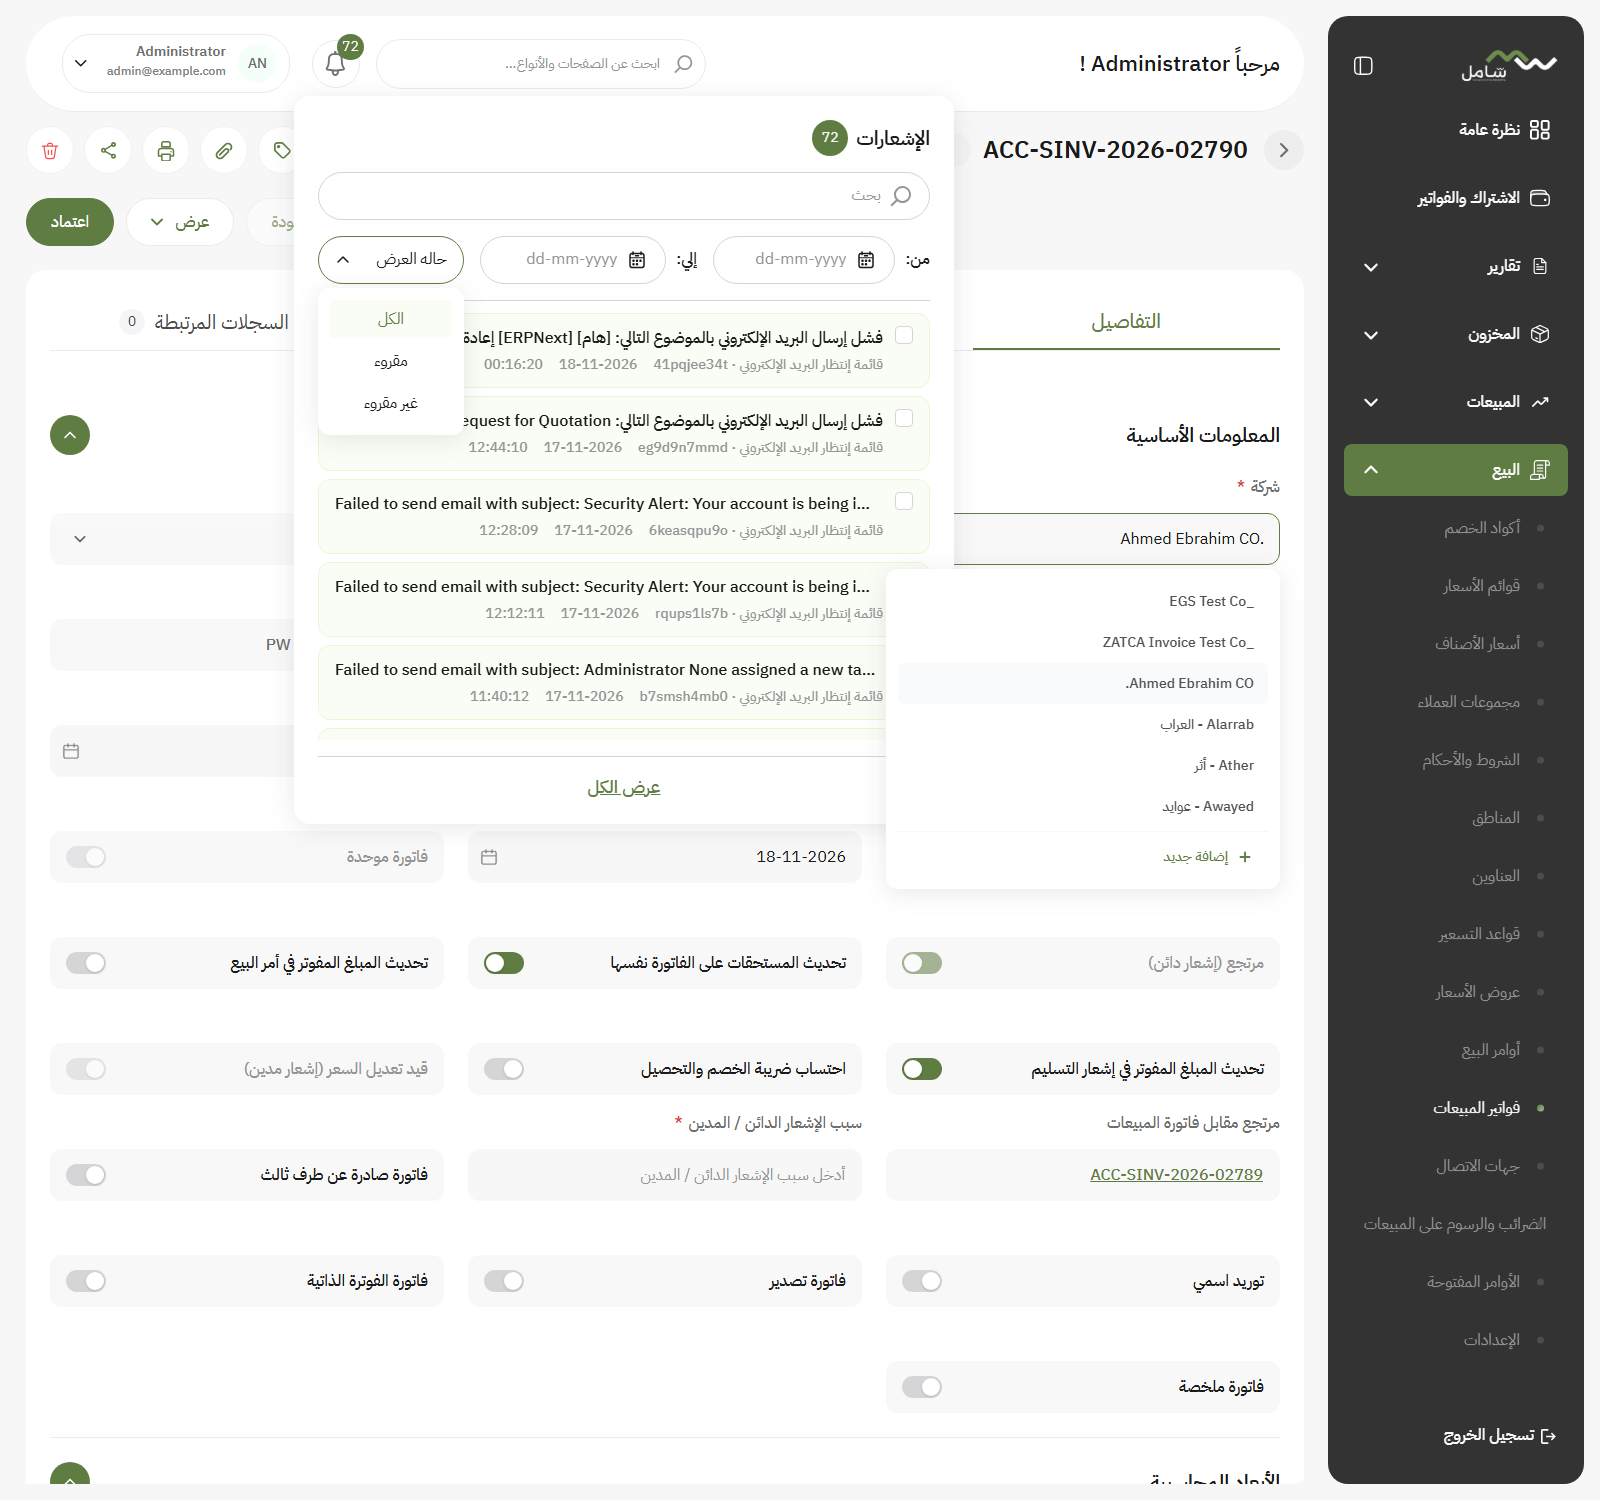 شامل
نظرة عامة
الاشتراك والفواتير
تقارير
المخزون
المبيعات
البيع
أكواد الخصم
قوائم الأسعار
أسعار الأصناف
مجموعات العملاء
الشروط والأحكام
المناطق
العناوين
قواعد التسعير
عروض الأسعار
أوامر البيع
فواتير المبيعات
جهات الاتصال
الضرائب والرسوم على المبيعات
الأوامر المفتوحة
الإعدادات
تسجيل الخروج
مرحباً Administrator !
ابحث عن الصفحات والأنواع...
72
AN
Administrator
admin@example.com
ACC-SINV-2026-02790
ودة
عرض
اعتماد
التفاصيل
السجلات المرتبطة 0
الإشعارات 72
بحث
من: dd-mm-yyyy
إلي: dd-mm-yyyy
حاله العرض
الكل
مقروء
غير مقروء
فشل إرسال البريد الإلكتروني بالموضوع التالي: [هام] [ERPNext] إعادة
قائمة إنتظار البريد الإلكتروني · 41pqjee34t 18-11-2026 00:16:20
فشل إرسال البريد الإلكتروني بالموضوع التالي: equest for Quotation
قائمة إنتظار البريد الإلكتروني · eg9d9n7mmd 17-11-2026 12:44:10
Failed to send email with subject: Security Alert: Your account is being i...
قائمة إنتظار البريد الإلكتروني · 6keasqpu9o 17-11-2026 12:28:09
Failed to send email with subject: Security Alert: Your account is being i...
قائمة إنتظار البريد الإلكتروني · rqups1ls7b 17-11-2026 12:12:11
Failed to send email with subject: Administrator None assigned a new ta...
قائمة إنتظار البريد الإلكتروني · b7smsh4mb0 17-11-2026 11:40:12
عرض الكل
المعلومات الأساسية
شركة *
Ahmed Ebrahim CO.
EGS Test Co_
ZATCA Invoice Test Co_
Ahmed Ebrahim CO.
Alarrab - العراب
Ather - أثر
Awayed - عوايد
+ إضافة جديد
PW
18-11-2026
فاتورة موحدة
مرتجع (إشعار دائن)
تحديث المستحقات على الفاتورة نفسها
تحديث المبلغ المفوتر في أمر البيع
تحديث المبلغ المفوتر في إشعار التسليم
احتساب ضريبة الخصم والتحصيل
قيد تعديل السعر (إشعار مدين)
مرتجع مقابل فاتورة المبيعات
سبب الإشعار الدائن / المدين *
ACC-SINV-2026-02789
أدخل سبب الإشعار الدائن / المدين
فاتورة صادرة عن طرف ثالث
توريد اسمي
فاتورة تصدير
فاتورة الفوترة الذاتية
فاتورة ملخصة
الأبعاد المحاسبية